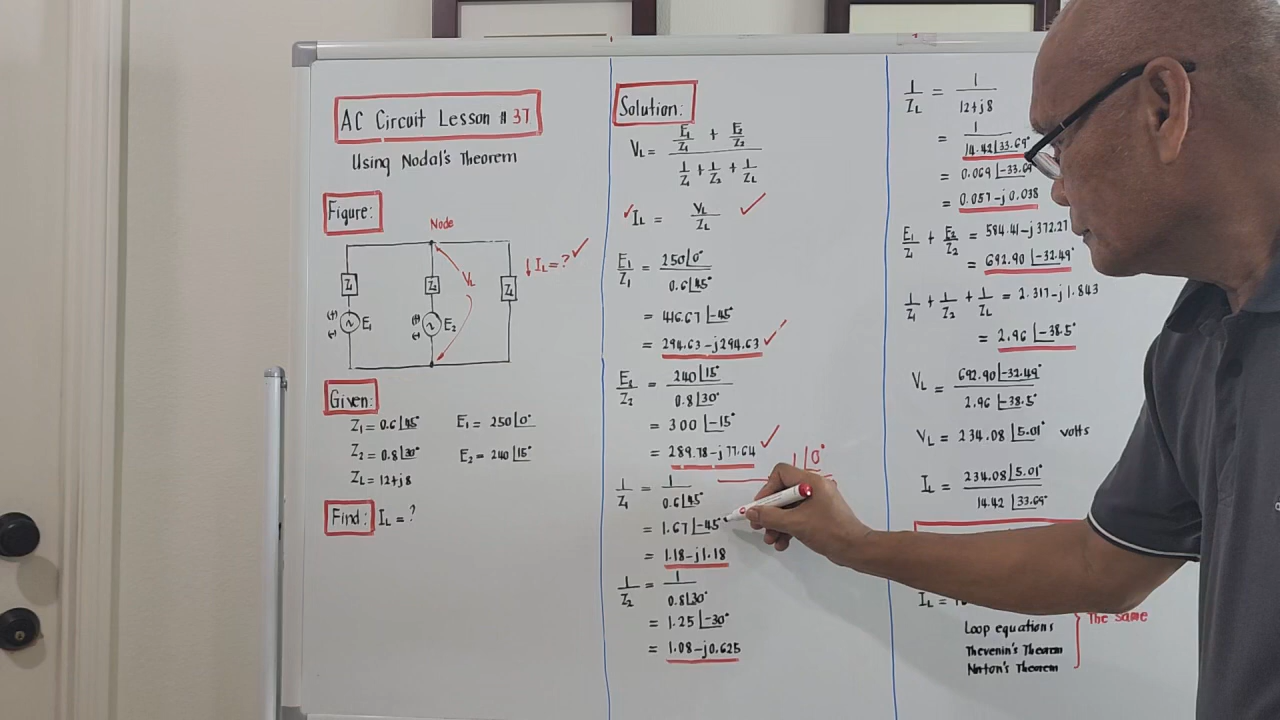 AC Circuit Lesson # 37
Using Nodal's Theorem
Figure:
Node
Z1
Z2
ZL
(+)
(-)
E1
(+)
(-)
E2
VL
↓ IL = ? ✓
Given:
Z1 = 0.6∠45° E1 = 250∠0°
Z2 = 0.8∠30° E2 = 240∠15°
ZL = 12+j8
Find: IL = ?
Solution:
VL = (E1/Z1 + E2/Z2) / (1/Z1 + 1/Z2 + 1/ZL)
✓ IL = VL/ZL ✓
E1/Z1 = 250∠0° / 0.6∠45°
= 416.67∠-45°
= 294.63-j294.63 ✓
= 240∠15° / 0.8∠30°
= 300∠-15°
= 289.78-j77.64 ✓
1∠0°
1/Z1 = 1 / 0.6∠45°
= 1.67∠-45°
= 1.18-j1.18
1/Z2 = 1 / 0.8∠30°
= 1.25∠-30°
= 1.08-j0.625
1/ZL = 1 / 12+j8
= 1 / 14.42∠33.69°
= 0.069∠-33.69
= 0.057-j0.038
E1/Z1 + E2/Z2 = 584.41-j372.27
= 692.90∠-32.49°
1/Z1 + 1/Z2 + 1/ZL = 2.317-j1.843
= 2.96∠-38.5°
VL = 692.90∠-32.49° / 2.96∠-38.5°
VL = 234.08∠5.01° volts
IL = 234.08∠5.01° / 14.42∠33.69°
IL =
Loop equations
Thevenin's Theorem
Norton's Theorem
The same